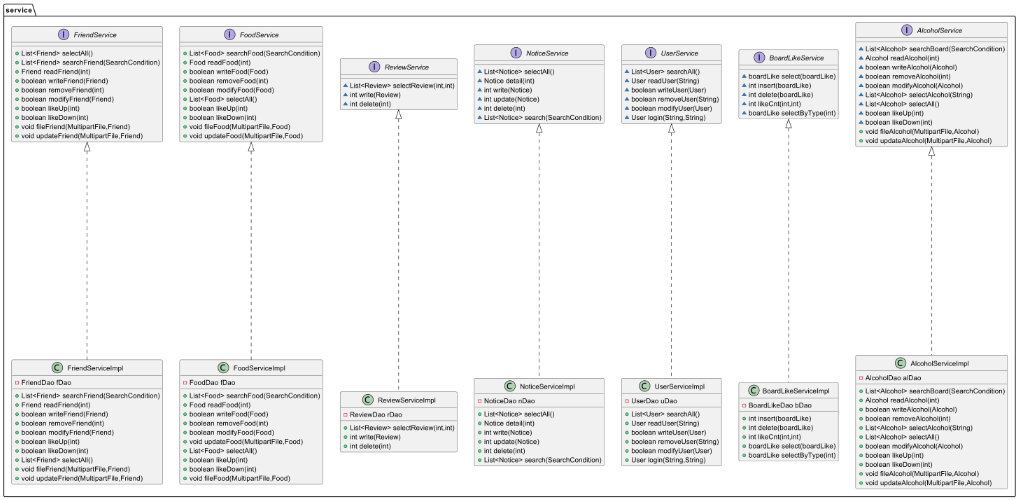 service
FriendService
List<Friend> selectAll()
List<Friend> searchFriend(SearchCondition)
Friend readFriend(int)
boolean writeFriend(Friend)
boolean removeFriend(int)
boolean modifyFriend(Friend)
boolean likeUp(int)
boolean likeDown(int)
void fileFriend(MultipartFile,Friend)
void updateFriend(MultipartFile,Friend)
FoodService
List<Food> searchFood(SearchCondition)
Food readFood(int)
boolean writeFood(Food)
boolean removeFood(int)
boolean modifyFood(Food)
List<Food> selectAll()
boolean likeUp(int)
boolean likeDown(int)
void fileFood(MultipartFile,Food)
void updateFood(MultipartFile,Food)
ReviewService
List<Review> selectReview(int,int)
int write(Review)
int delete(int)
NoticeService
List<Notice> selectAll()
Notice detail(int)
int write(Notice)
int update(Notice)
int delete(int)
List<Notice> search(SearchCondition)
UserService
List<User> searchAll()
User readUser(String)
boolean writeUser(User)
boolean removeUser(String)
boolean modifyUser(User)
User login(String,String)
BoardLikeService
boardLike select(boardLike)
int insert(boardLike)
int delete(boardLike)
int likeCnt(int,int)
boardLike selectByType(int)
AlcoholService
List<Alcohol> searchBoard(SearchCondition)
Alcohol readAlcohol(int)
boolean writeAlcohol(Alcohol)
boolean removeAlcohol(int)
boolean modifyAlcohol(Alcohol)
List<Alcohol> selectAlchol(String)
List<Alcohol> selectAll()
boolean likeUp(int)
boolean likeDown(int)
void fileAlcohol(MultipartFile,Alcohol)
void updateAlcohol(MultipartFile,Alcohol)
FriendServiceImpl
FriendDao fDao
List<Friend> searchFriend(SearchCondition)
Friend readFriend(int)
boolean writeFriend(Friend)
boolean removeFriend(int)
boolean modifyFriend(Friend)
boolean likeUp(int)
boolean likeDown(int)
List<Friend> selectAll()
void fileFriend(MultipartFile,Friend)
void updateFriend(MultipartFile,Friend)
FoodServiceImpl
FoodDao fDao
List<Food> searchFood(SearchCondition)
Food readFood(int)
boolean writeFood(Food)
boolean removeFood(int)
boolean modifyFood(Food)
void updateFood(MultipartFile,Food)
List<Food> selectAll()
boolean likeUp(int)
boolean likeDown(int)
void fileFood(MultipartFile,Food)
ReviewServiceImpl
ReviewDao rDao
List<Review> selectReview(int,int)
int write(Review)
int delete(int)
NoticeServiceImpl
NoticeDao nDao
List<Notice> selectAll()
Notice detail(int)
int write(Notice)
int update(Notice)
int delete(int)
List<Notice> search(SearchCondition)
UserServiceImpl
UserDao uDao
List<User> searchAll()
User readUser(String)
boolean writeUser(User)
boolean removeUser(String)
boolean modifyUser(User)
User login(String,String)
BoardLikeServiceImpl
BoardLikeDao bDao
int insert(boardLike)
int delete(boardLike)
int likeCnt(int,int)
boardLike select(boardLike)
boardLike selectByType(int)
AlcoholServiceImpl
AlcoholDao alDao
List<Alcohol> searchBoard(SearchCondition)
Alcohol readAlcohol(int)
boolean writeAlcohol(Alcohol)
boolean removeAlcohol(int)
List<Alcohol> selectAlchol(String)
List<Alcohol> selectAll()
boolean modifyAlcohol(Alcohol)
boolean likeUp(int)
boolean likeDown(int)
void fileAlcohol(MultipartFile,Alcohol)
void updateAlcohol(MultipartFile,Alcohol)